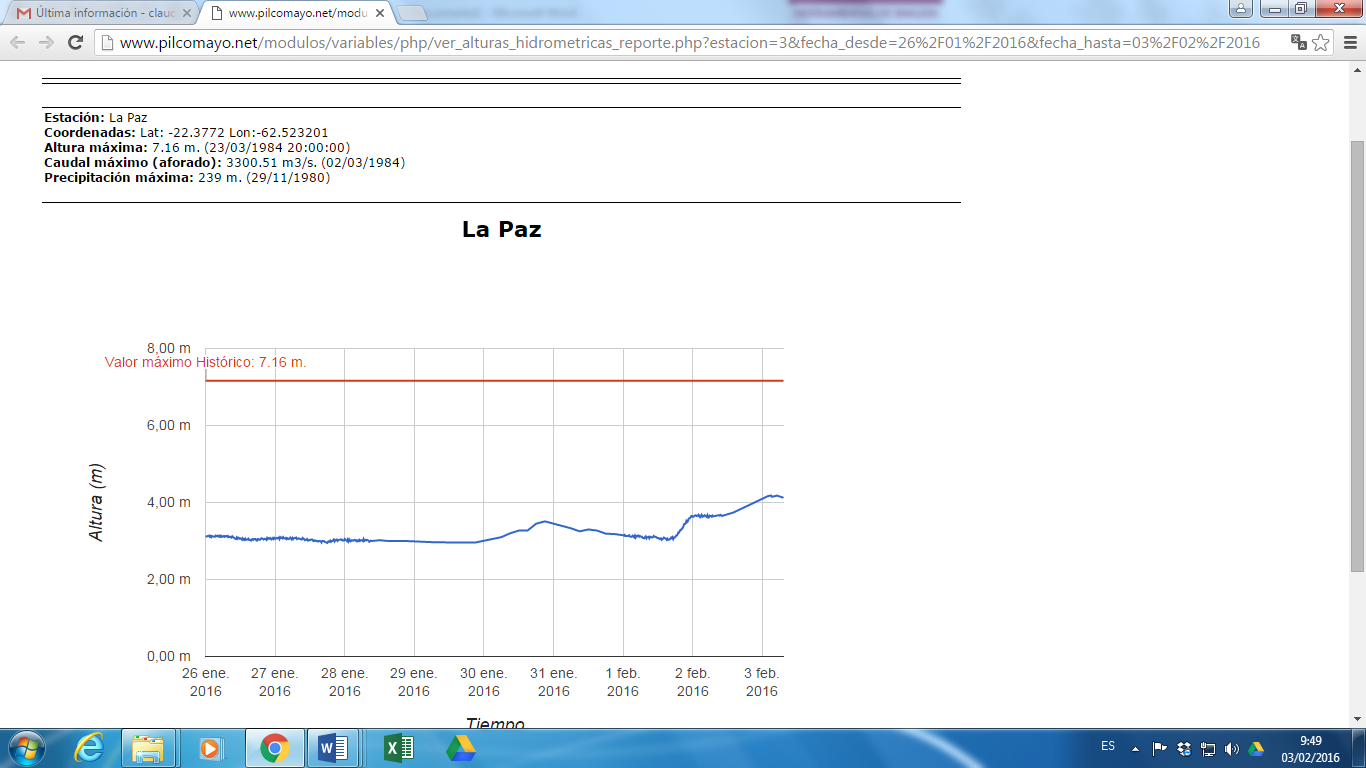 Última información - clauc
www.pilcomayo.net/modu
www.pilcomayo.net/modulos/variables/php/ver_alturas_hidrometricas_reporte.php?estacion=3&fecha_desde=26%2F01%2F2016&fecha_hasta=03%2F02%2F2016
Estación: La Paz
Coordenadas: Lat: -22.3772 Lon:-62.523201
Altura máxima: 7.16 m. (23/03/1984 20:00:00)
Caudal máximo (aforado): 3300.51 m3/s. (02/03/1984)
Precipitación máxima: 239 m. (29/11/1980)
La Paz
8,00 m
Valor máximo Histórico: 7.16 m.
6,00 m
4,00 m
2,00 m
0,00 m
Altura (m)
26 ene. 27 ene. 28 ene. 29 ene. 30 ene. 31 ene. 1 feb. 2 feb. 3 feb.
2016 2016 2016 2016 2016 2016 2016 2016 2016
Tiempo
ES
9:49
03/02/2016